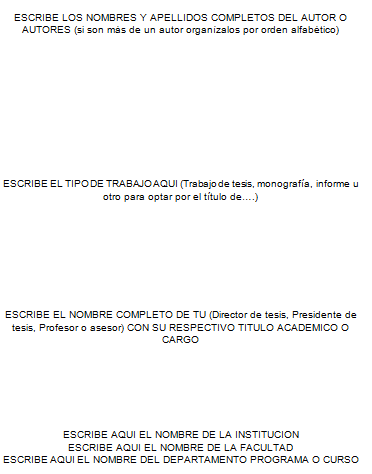 ESCRIBE LOS NOMBRES Y APELLIDOS COMPLETOS DEL AUTOR O
AUTORES (si son más de un autor organízalos por orden alfabético)
ESCRIBE EL TIPO DE TRABAJO AQUI (Trabajo de tesis, monografía, informe u
otro para optar por el título de....)
ESCRIBE EL NOMBRE COMPLETO DE TU (Director de tesis, Presidente de
tesis, Profesor o asesor) CON SU RESPECTIVO TITULO ACADEMICO O
CARGO
ESCRIBE AQUI EL NOMBRE DE LA INSTITUCION
ESCRIBE AQUI EL NOMBRE DE LA FACULTAD
ESCRIBE AQUI EL NOMBRE DEL DEPARTAMENTO PROGRAMA O CURSO